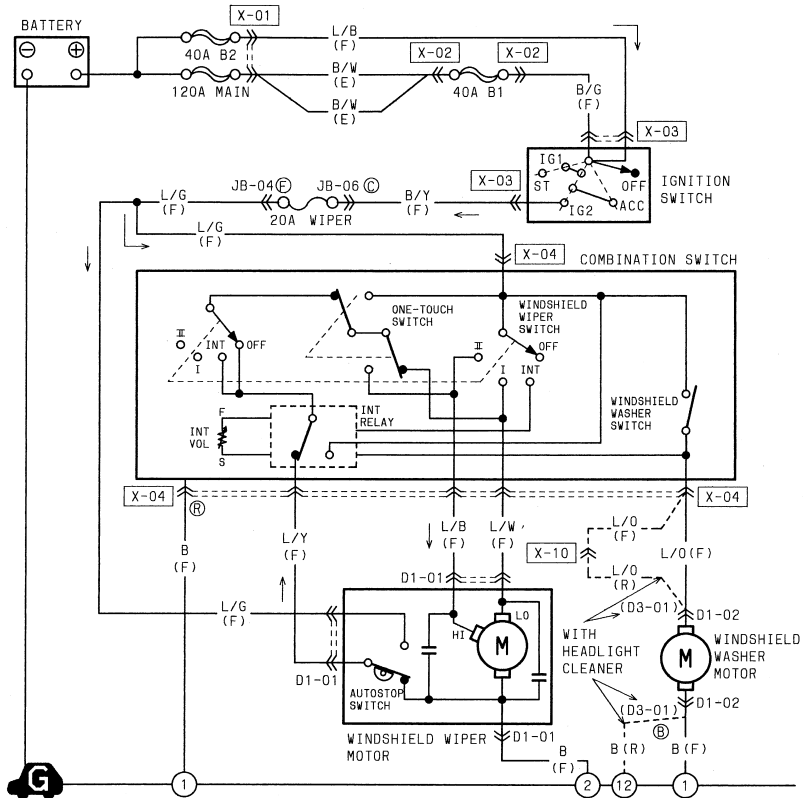 BATTERY
X-01
L/B
(F)
40A B2
X-02
X-02
120A MAIN
B/W
(E)
40A B1
B/W
(E)
B/G
(F)
X-03
IG1
ST
OFF
IG2
ACC
IGNITION
SWITCH
JB-04 F
JB-06 C
X-03
L/G
(F)
20A WIPER
B/Y
(F)
L/G
(F)
X-04
COMBINATION SWITCH
ONE-TOUCH
SWITCH
WINDSHIELD
WIPER
SWITCH
II
I
INT
OFF
II
OFF
I
INT
WINDSHIELD
WASHER
SWITCH
F
INT
VOL
S
INT
RELAY
X-04
R
X-04
B
(F)
L/Y
(F)
L/B
(F)
L/W
(F)
L/O
(F)
X-10
L/O(F)
L/O
(R)
D1-01
(D3-01)
D1-02
L/G
(F)
LO
HI
M
WITH
HEADLIGHT
CLEANER
M
WINDSHIELD
WASHER
MOTOR
D1-01
AUTOSTOP
SWITCH
(D3-01)
D1-02
WINDSHIELD WIPER
MOTOR
D1-01
B
B
(F)
B(R)
B(F)
G
1
2
12
1